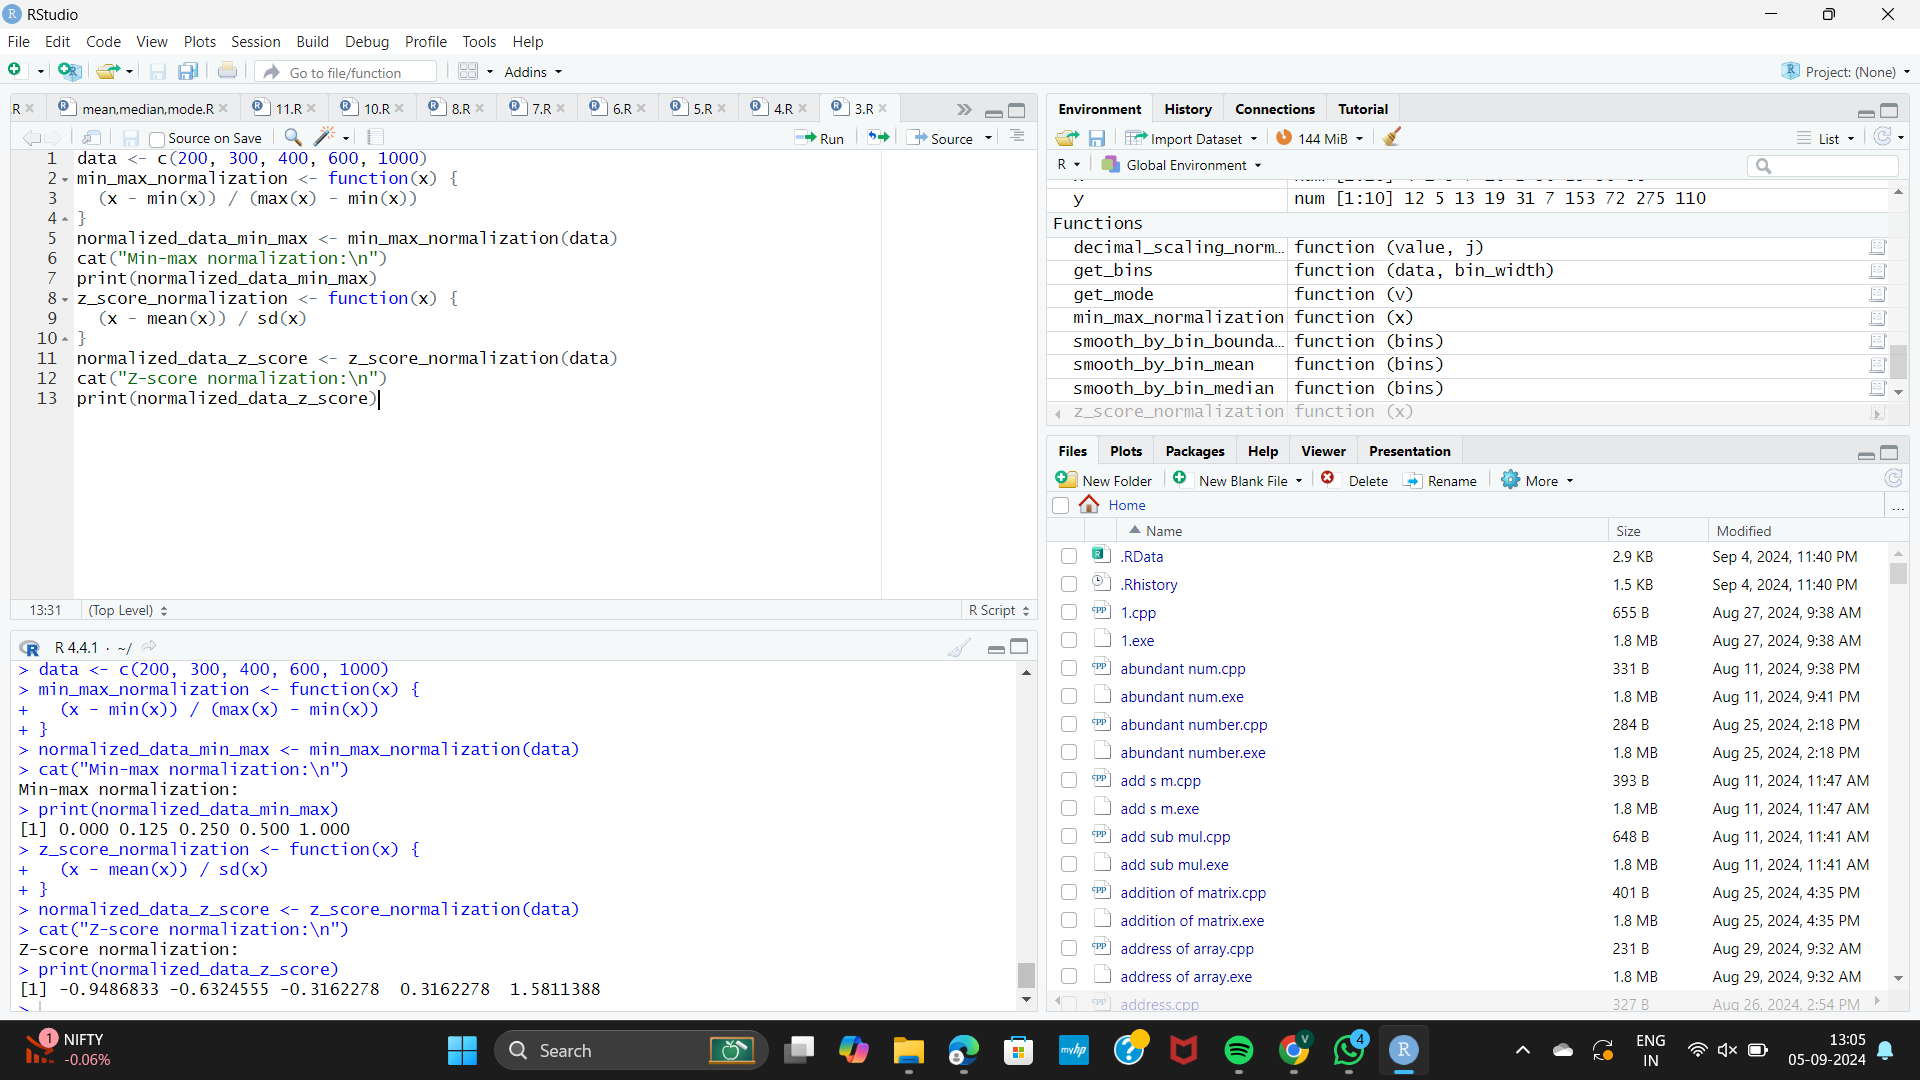 RStudio
File Edit Code View Plots Session Build Debug Profile Tools Help
Go to file/function Addins Project: (None)
R mean,median,mode.R 11.R 10.R 8.R 7.R 6.R 5.R 4.R 3.R
Source on Save Run Source
1 data <- c(200, 300, 400, 600, 1000)
2 min_max_normalization <- function(x) {
3   (x - min(x)) / (max(x) - min(x))
4 }
5 normalized_data_min_max <- min_max_normalization(data)
6 cat("Min-max normalization:\n")
7 print(normalized_data_min_max)
8 z_score_normalization <- function(x) {
9   (x - mean(x)) / sd(x)
10 }
11 normalized_data_z_score <- z_score_normalization(data)
12 cat("Z-score normalization:\n")
13 print(normalized_data_z_score)
13:31 (Top Level) R Script
R 4.4.1 · ~/
> data <- c(200, 300, 400, 600, 1000)
> min_max_normalization <- function(x) {
+   (x - min(x)) / (max(x) - min(x))
+ }
> normalized_data_min_max <- min_max_normalization(data)
> cat("Min-max normalization:\n")
Min-max normalization:
> print(normalized_data_min_max)
[1] 0.000 0.125 0.250 0.500 1.000
> z_score_normalization <- function(x) {
+   (x - mean(x)) / sd(x)
+ }
> normalized_data_z_score <- z_score_normalization(data)
> cat("Z-score normalization:\n")
Z-score normalization:
> print(normalized_data_z_score)
[1] -0.9486833 -0.6324555 -0.3162278  0.3162278  1.5811388
>
Environment History Connections Tutorial
Import Dataset 144 MiB List
R Global Environment
y num [1:10] 12 5 13 19 31 7 153 72 275 110
Functions
decimal_scaling_norm… function (value, j)
get_bins function (data, bin_width)
get_mode function (v)
min_max_normalization function (x)
smooth_by_bin_bounda… function (bins)
smooth_by_bin_mean function (bins)
smooth_by_bin_median function (bins)
z_score_normalization function (x)
Files Plots Packages Help Viewer Presentation
New Folder New Blank File Delete Rename More
Home ...
Name Size Modified
.RData 2.9 KB Sep 4, 2024, 11:40 PM
.Rhistory 1.5 KB Sep 4, 2024, 11:40 PM
1.cpp 655 B Aug 27, 2024, 9:38 AM
1.exe 1.8 MB Aug 27, 2024, 9:38 AM
abundant num.cpp 331 B Aug 11, 2024, 9:38 PM
abundant num.exe 1.8 MB Aug 11, 2024, 9:41 PM
abundant number.cpp 284 B Aug 25, 2024, 2:18 PM
abundant number.exe 1.8 MB Aug 25, 2024, 2:18 PM
add s m.cpp 393 B Aug 11, 2024, 11:47 AM
add s m.exe 1.8 MB Aug 11, 2024, 11:47 AM
add sub mul.cpp 648 B Aug 11, 2024, 11:41 AM
add sub mul.exe 1.8 MB Aug 11, 2024, 11:41 AM
addition of matrix.cpp 401 B Aug 25, 2024, 4:35 PM
addition of matrix.exe 1.8 MB Aug 25, 2024, 4:35 PM
address of array.cpp 231 B Aug 29, 2024, 9:32 AM
address of array.exe 1.8 MB Aug 29, 2024, 9:32 AM
address.cpp 327 B Aug 26, 2024, 2:54 PM
1 NIFTY
-0.06%
Search
myhp
V
4
R
ENG
IN
13:05
05-09-2024